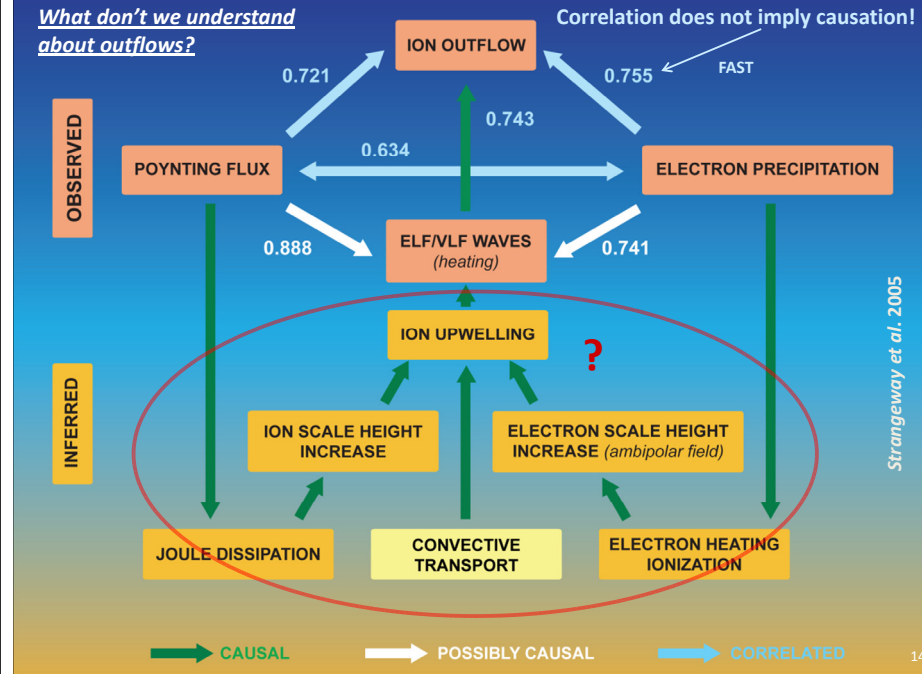 What don't we understand
about outflows?
Correlation does not imply causation!
ION OUTFLOW
0.721
0.755
FAST
0.743
OBSERVED
0.634
POYNTING FLUX
ELECTRON PRECIPITATION
0.888
ELF/VLF WAVES
(heating)
0.741
ION UPWELLING
?
Strangeway et al. 2005
INFERRED
ION SCALE HEIGHT
INCREASE
ELECTRON SCALE HEIGHT
INCREASE (ambipolar field)
JOULE DISSIPATION
CONVECTIVE
TRANSPORT
ELECTRON HEATING
IONIZATION
CAUSAL
POSSIBLY CAUSAL
CORRELATED
14